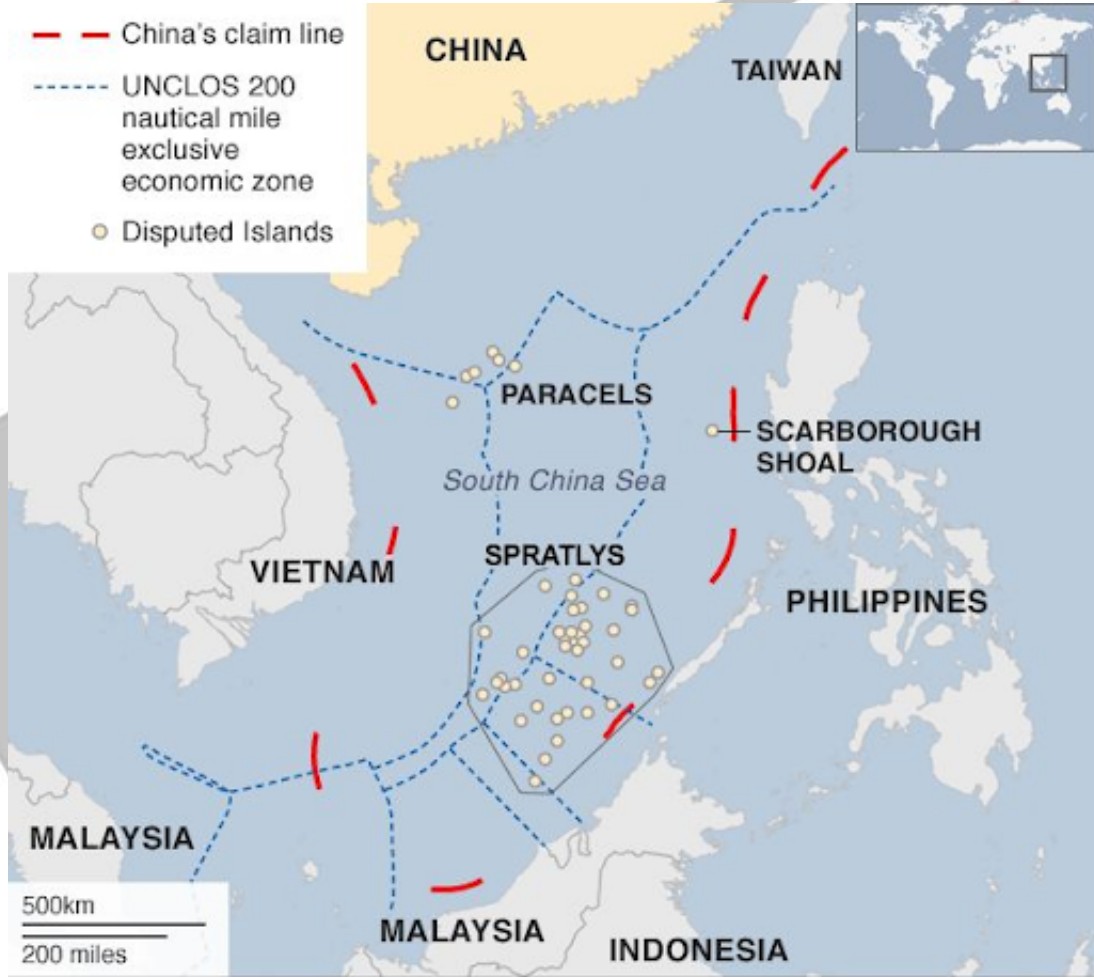 China's claim line
UNCLOS 200
nautical mile
exclusive
economic zone
Disputed Islands
CHINA
TAIWAN
PARACELS
SCARBOROUGH
SHOAL
South China Sea
SPRATLYS
VIETNAM
PHILIPPINES
MALAYSIA
MALAYSIA
INDONESIA
500km
200 miles